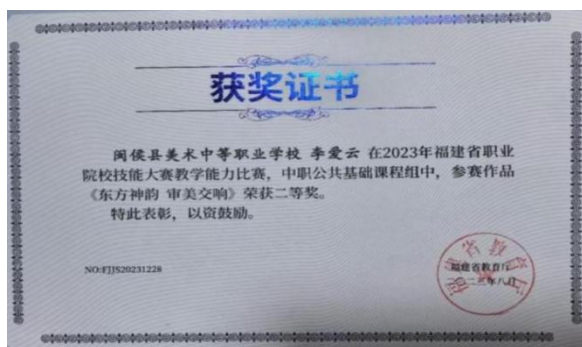 获奖证书
闽侯县美术中等职业学校 李爱云 在2023年福建省职业
院校技能大赛教学能力比赛，中职公共基础课程组中，参赛作品
《东方神韵 审美交响》荣获二等奖。
特此表彰，以资鼓励。
NO:FJJS20231228
福建省教育厅